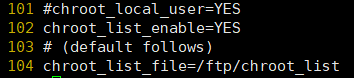 101 #chroot_local_user=YES
102 chroot_list_enable=YES
103 # (default follows)
104 chroot_list_file=/ftp/chroot_list